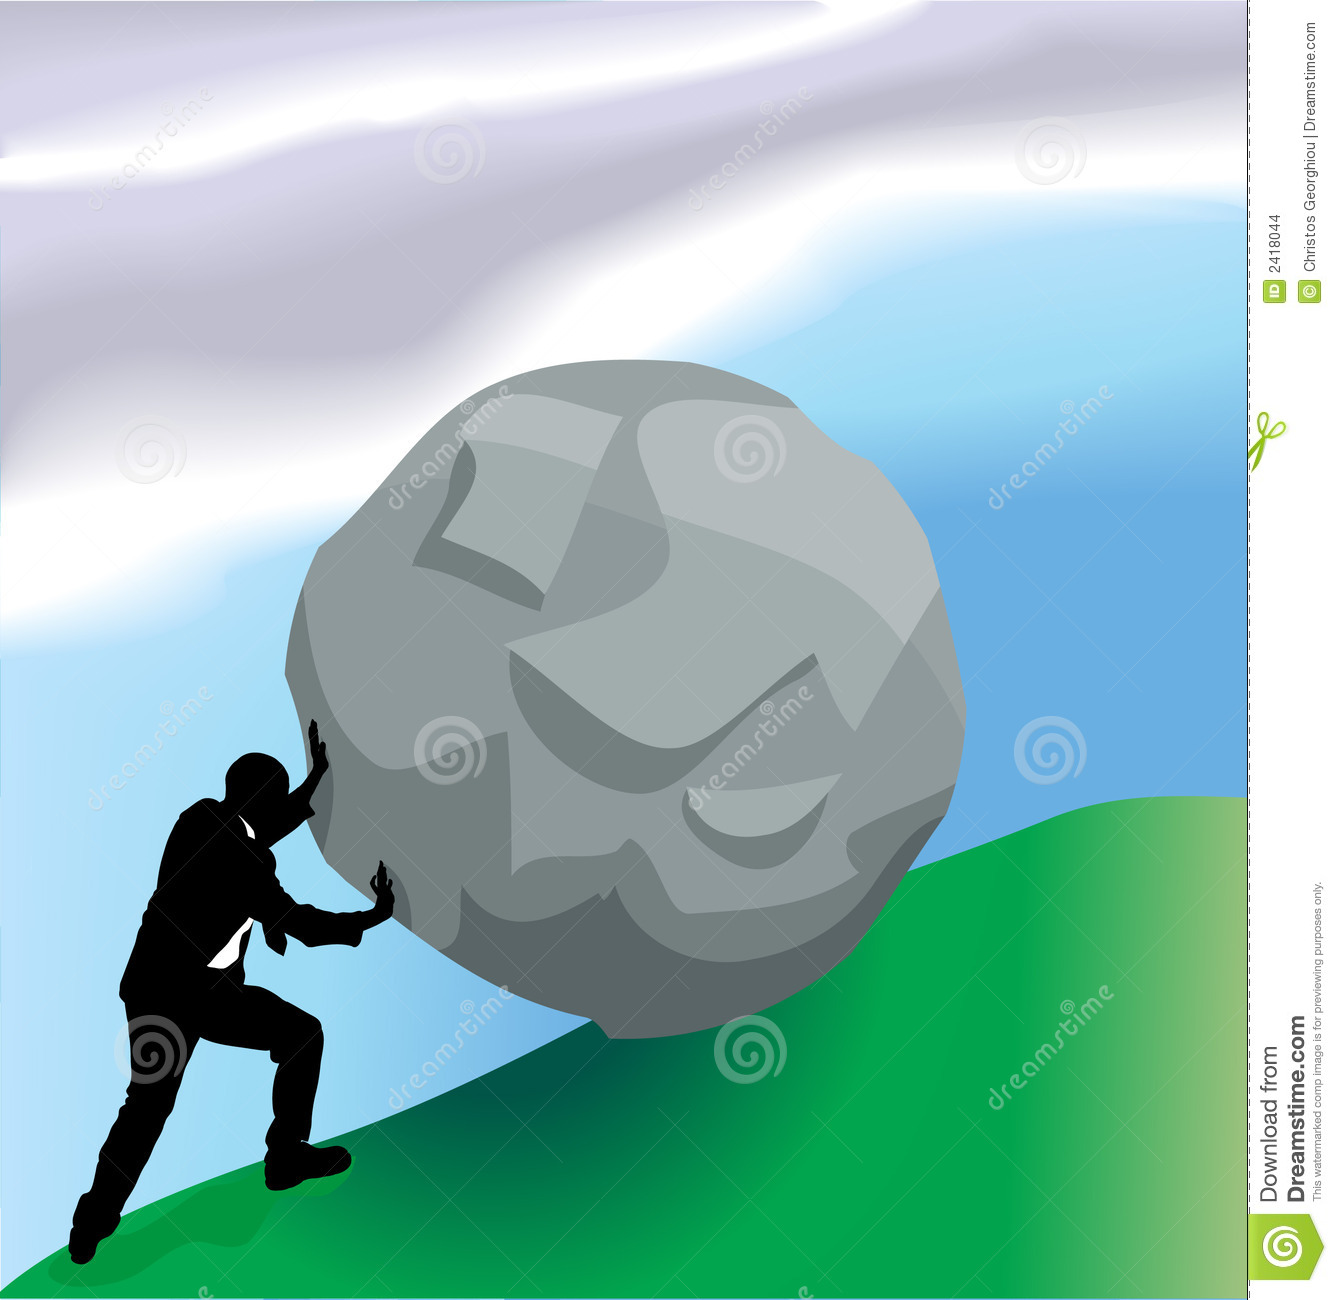 dreamstime
dreamstime
dreamstime
dreamstime
dreamstime
dreamstime
dreamstime
dreamstime
ID 2418044
© Christos Georghiou | Dreamstime.com
Download from
Dreamstime.com
This watermarked comp image is for previewing purposes only.